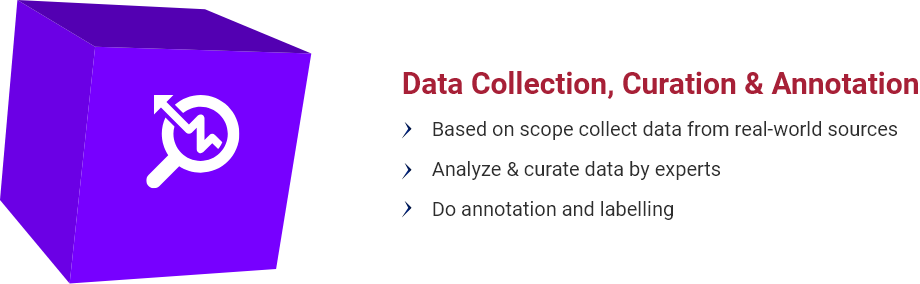 Data Collection, Curation & Annotation
Based on scope collect data from real-world sources
Analyze & curate data by experts
Do annotation and labelling